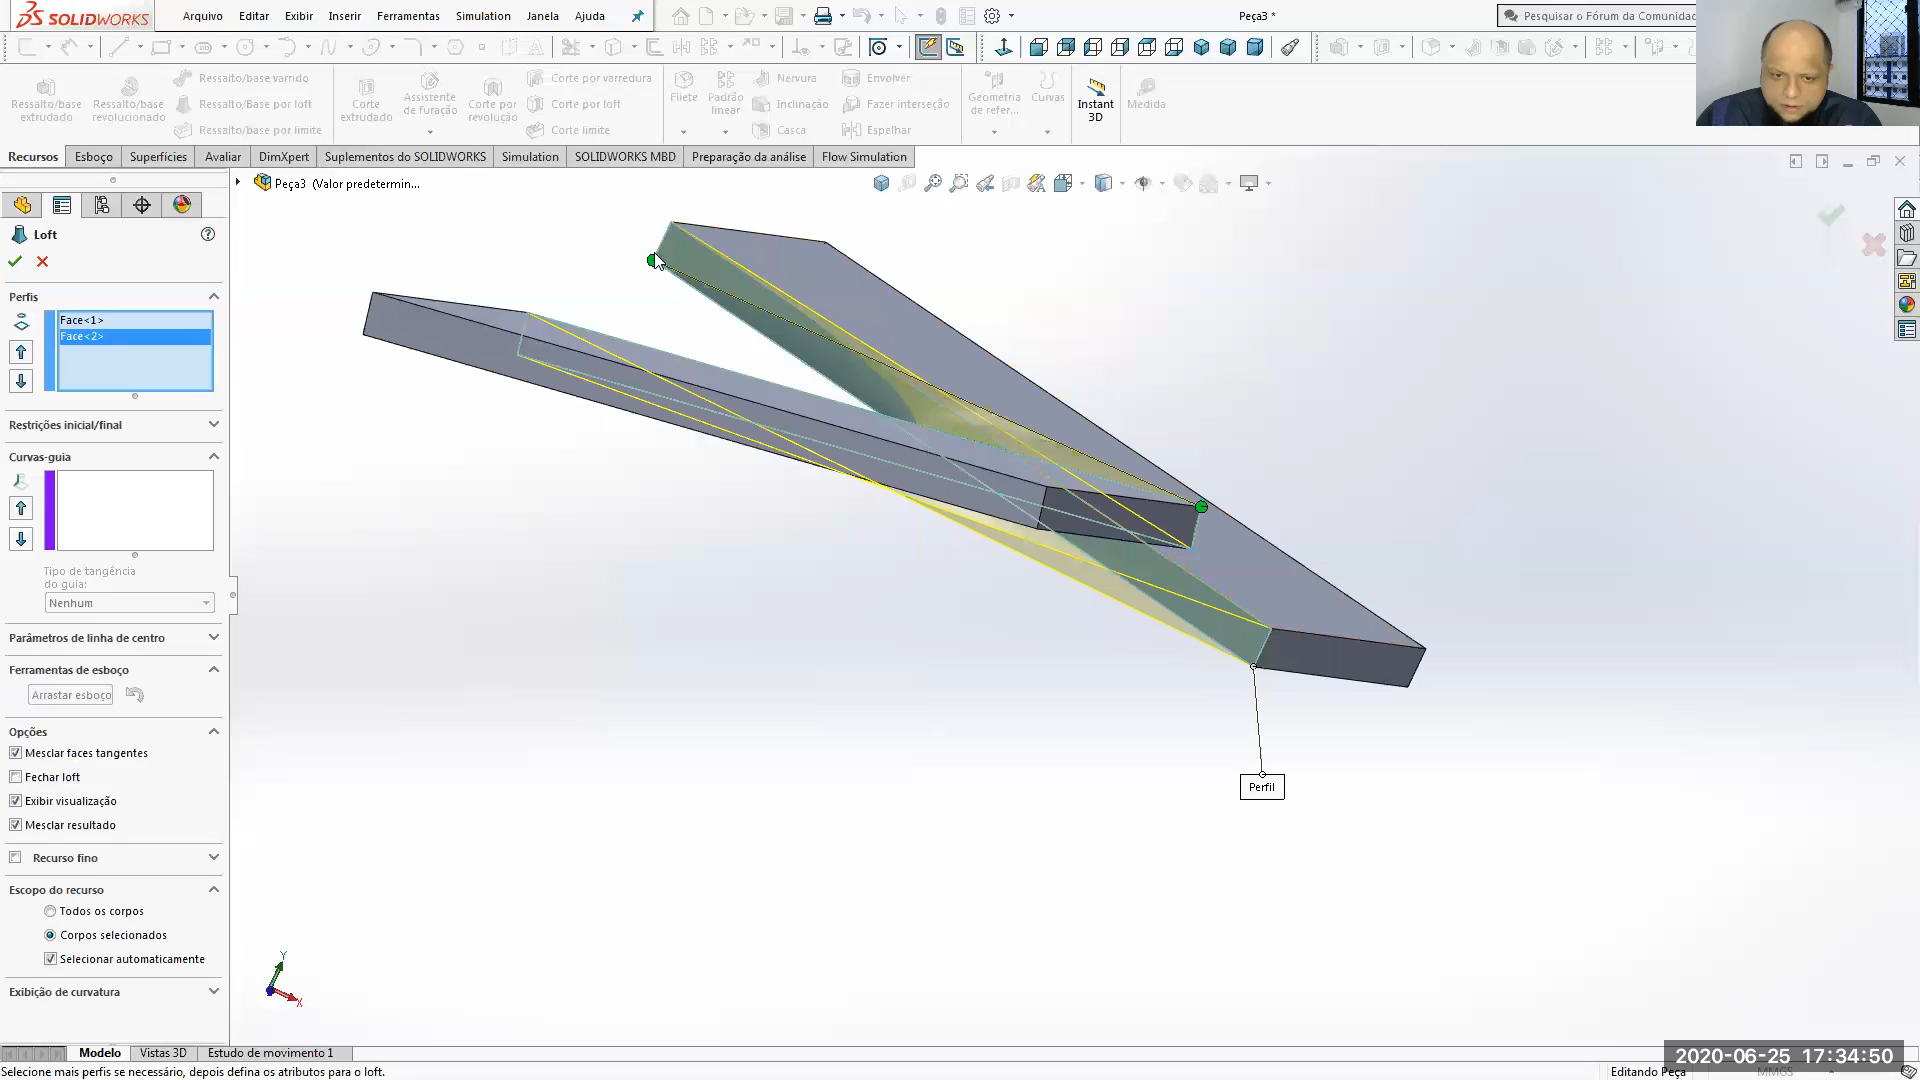 SOLIDWORKS
Arquivo
Editar
Exibir
Inserir
Ferramentas
Simulation
Janela
Ajuda
Peça3 *
Pesquisar o Fórum da Comunidad
Ressalto/base extrudado
Ressalto/base revolucionado
Ressalto/base varrido
Ressalto/Base por loft
Ressalto/base por limite
Corte extrudado
Assistente de furação
Corte por revolução
Corte por varredura
Corte por loft
Corte limite
Filete
Padrão linear
Nervura
Inclinação
Casca
Envolver
Fazer interseção
Espelhar
Geometria de refer...
Curvas
Instant 3D
Medida
Recursos
Esboço
Superfícies
Avaliar
DimXpert
Suplementos do SOLIDWORKS
Simulation
SOLIDWORKS MBD
Preparação da análise
Flow Simulation
Peça3 (Valor predetermin...
Loft
Perfis
Face<1>
Face<2>
Restrições inicial/final
Curvas-guia
Tipo de tangência
do guia:
Nenhum
Parâmetros de linha de centro
Ferramentas de esboço
Arrastar esboço
Opções
Mesclar faces tangentes
Fechar loft
Exibir visualização
Mesclar resultado
Recurso fino
Escopo do recurso
Todos os corpos
Corpos selecionados
Selecionar automaticamente
Exibição de curvatura
Perfil
Y
X
Modelo
Vistas 3D
Estudo de movimento 1
2020-06-25 17:34:50
Selecione mais perfis se necessário, depois defina os atributos para o loft.
Editando Peça
MMGS